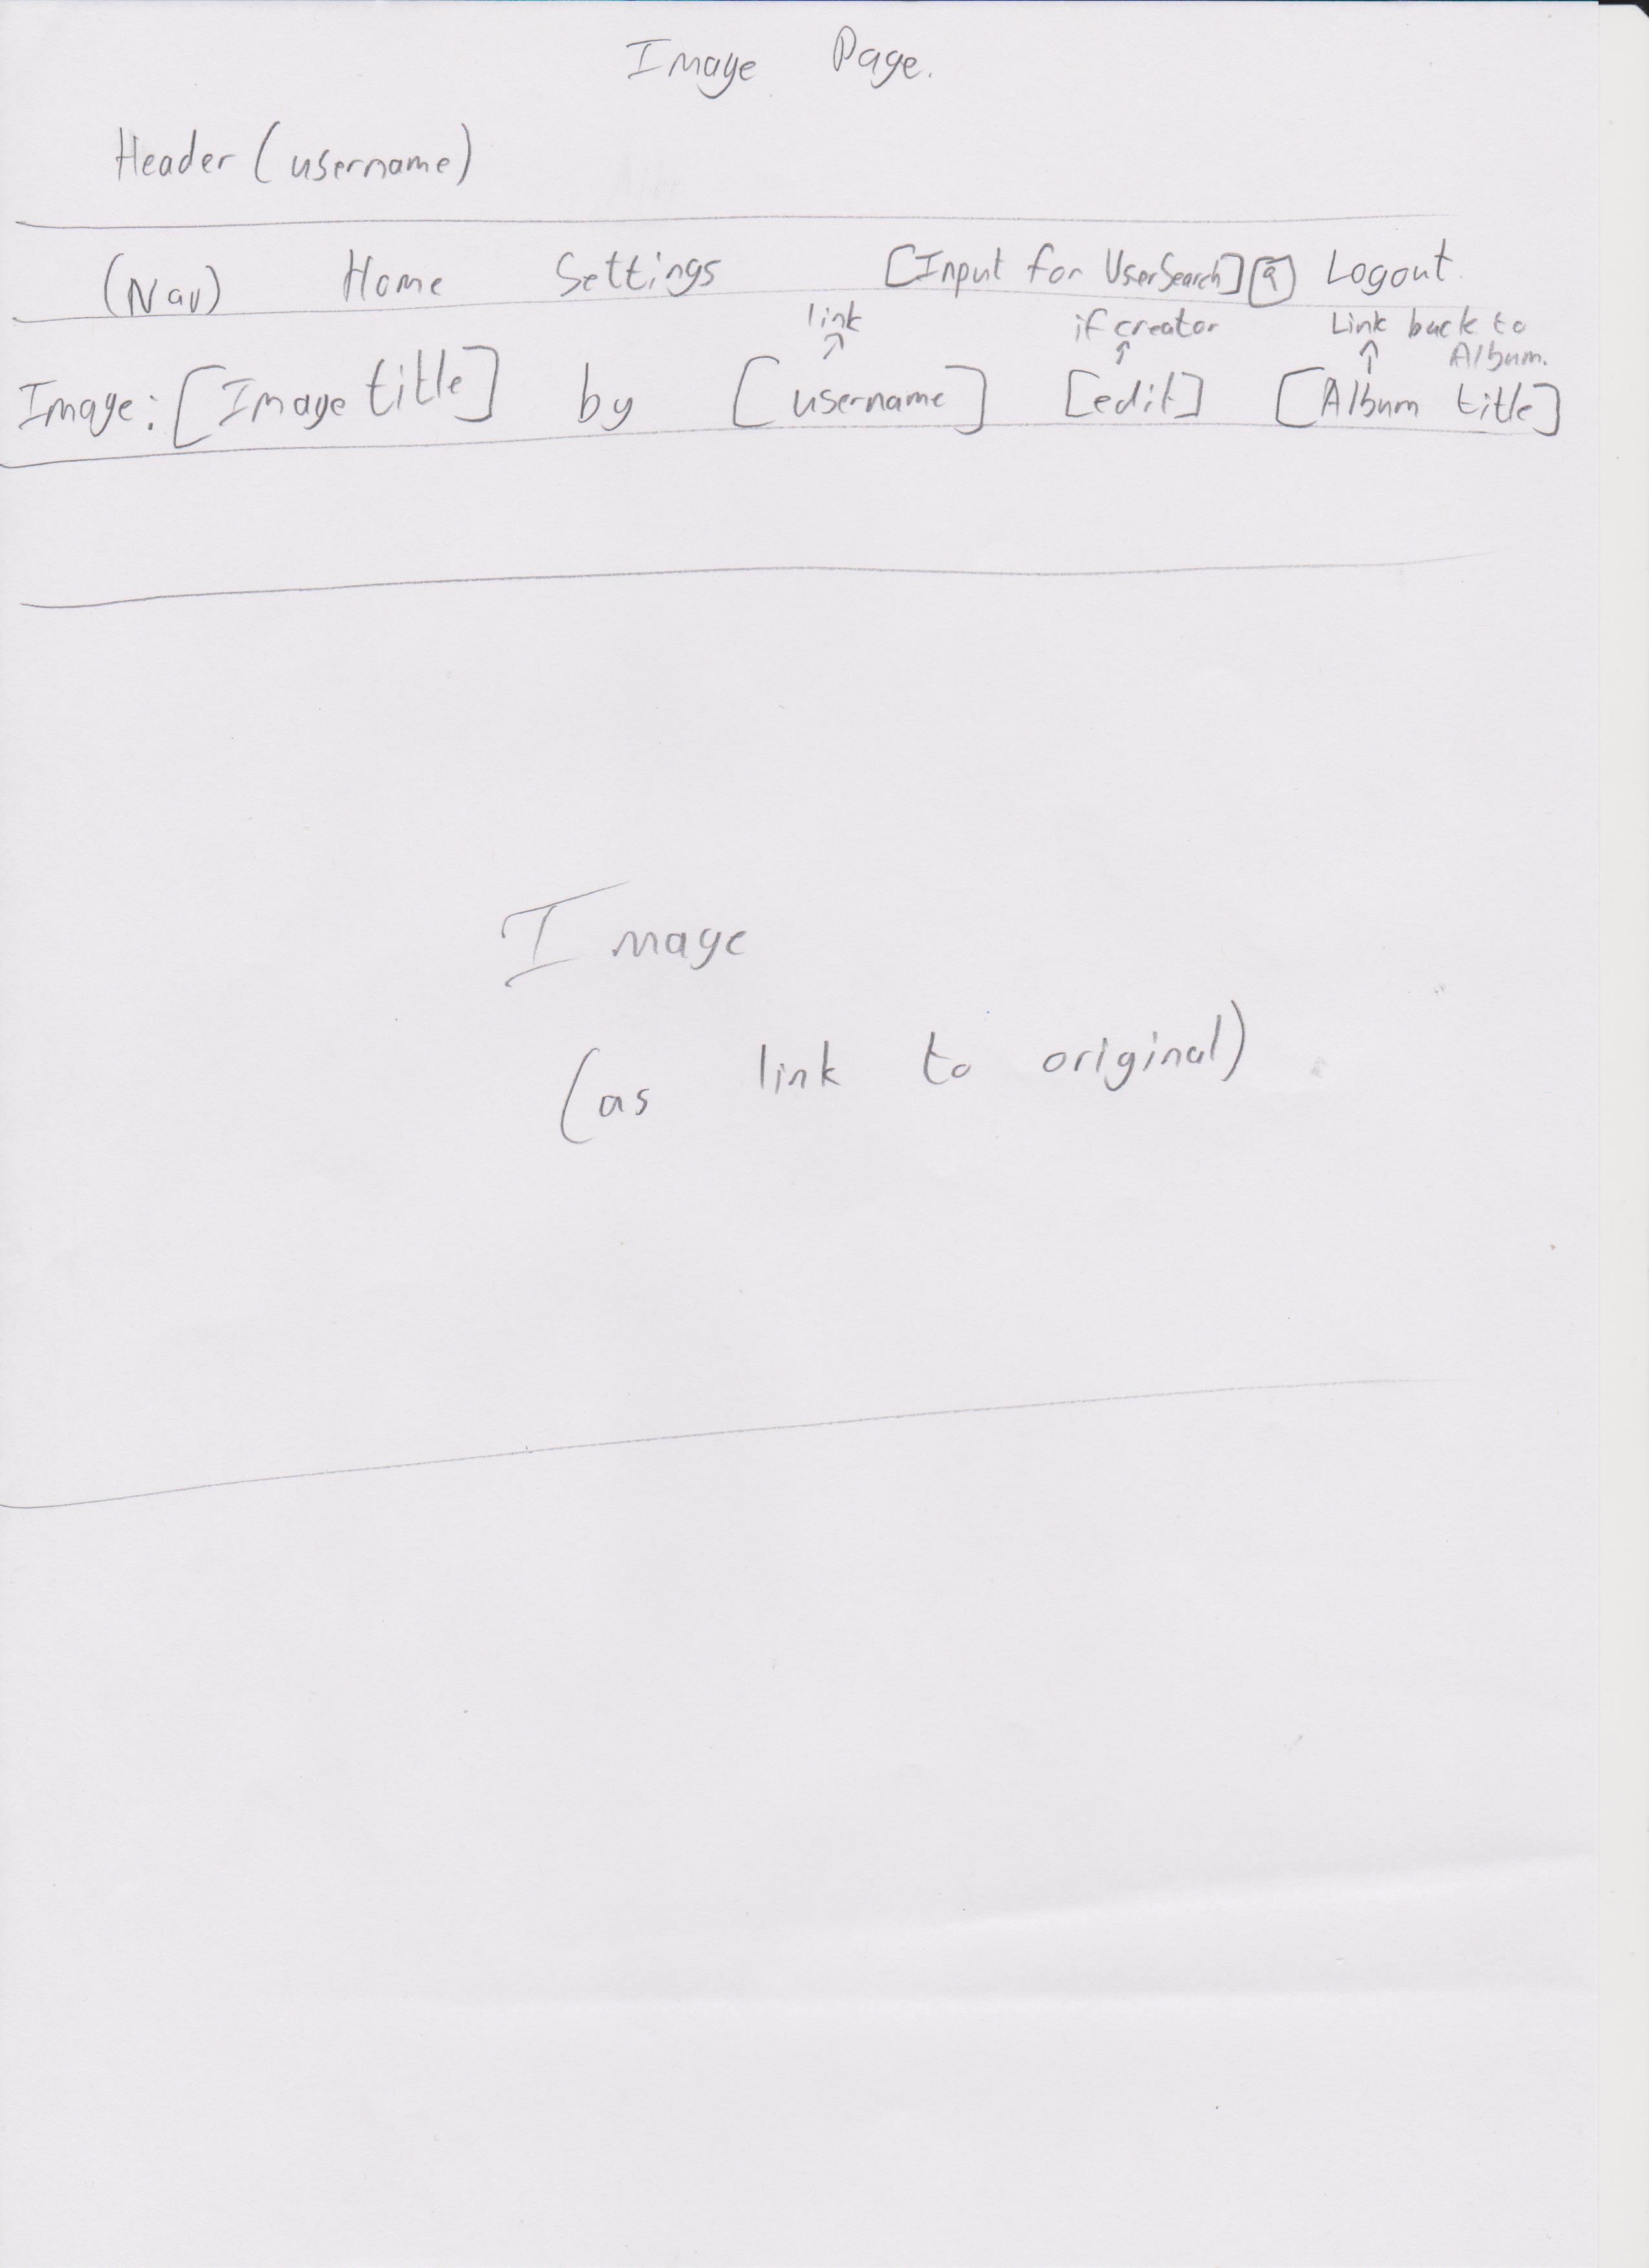 Image Page.
Header (username)
(Nav) Home Settings [Input for UserSearch] Logout
link if creator Link back to
Album.
Image: [Image title] by [username] [edit] [Album title]
Image
(as link to original)